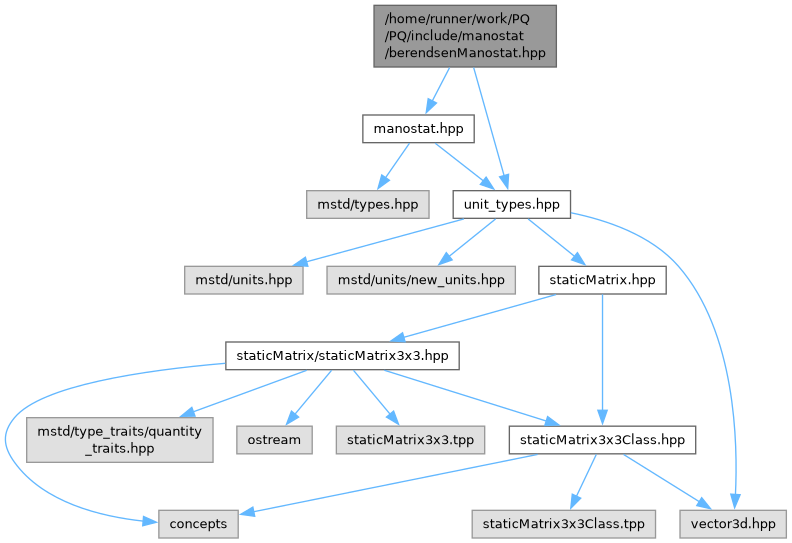 /home/runner/work/PQ
/PQ/include/manostat
/berendsenManostat.hpp
manostat.hpp
mstd/types.hpp
unit_types.hpp
mstd/units.hpp
mstd/units/new_units.hpp
staticMatrix.hpp
staticMatrix/staticMatrix3x3.hpp
mstd/type_traits/quantity
_traits.hpp
ostream
staticMatrix3x3.tpp
staticMatrix3x3Class.hpp
concepts
staticMatrix3x3Class.tpp
vector3d.hpp